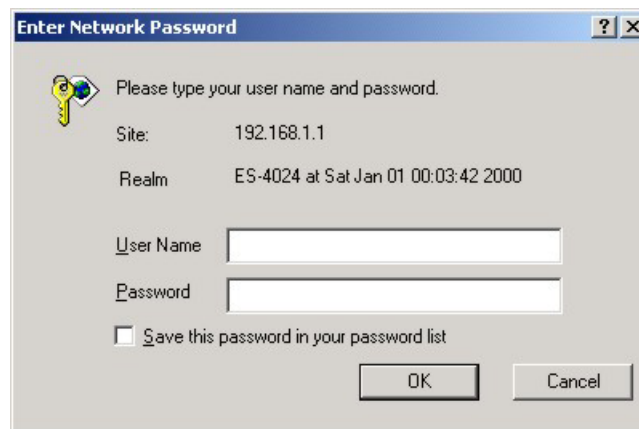 Enter Network Password
Please type your user name and password.
Site: 192.168.1.1
Realm ES-4024 at Sat Jan 01 00:03:42 2000
User Name
Password
Save this password in your password list
OK Cancel